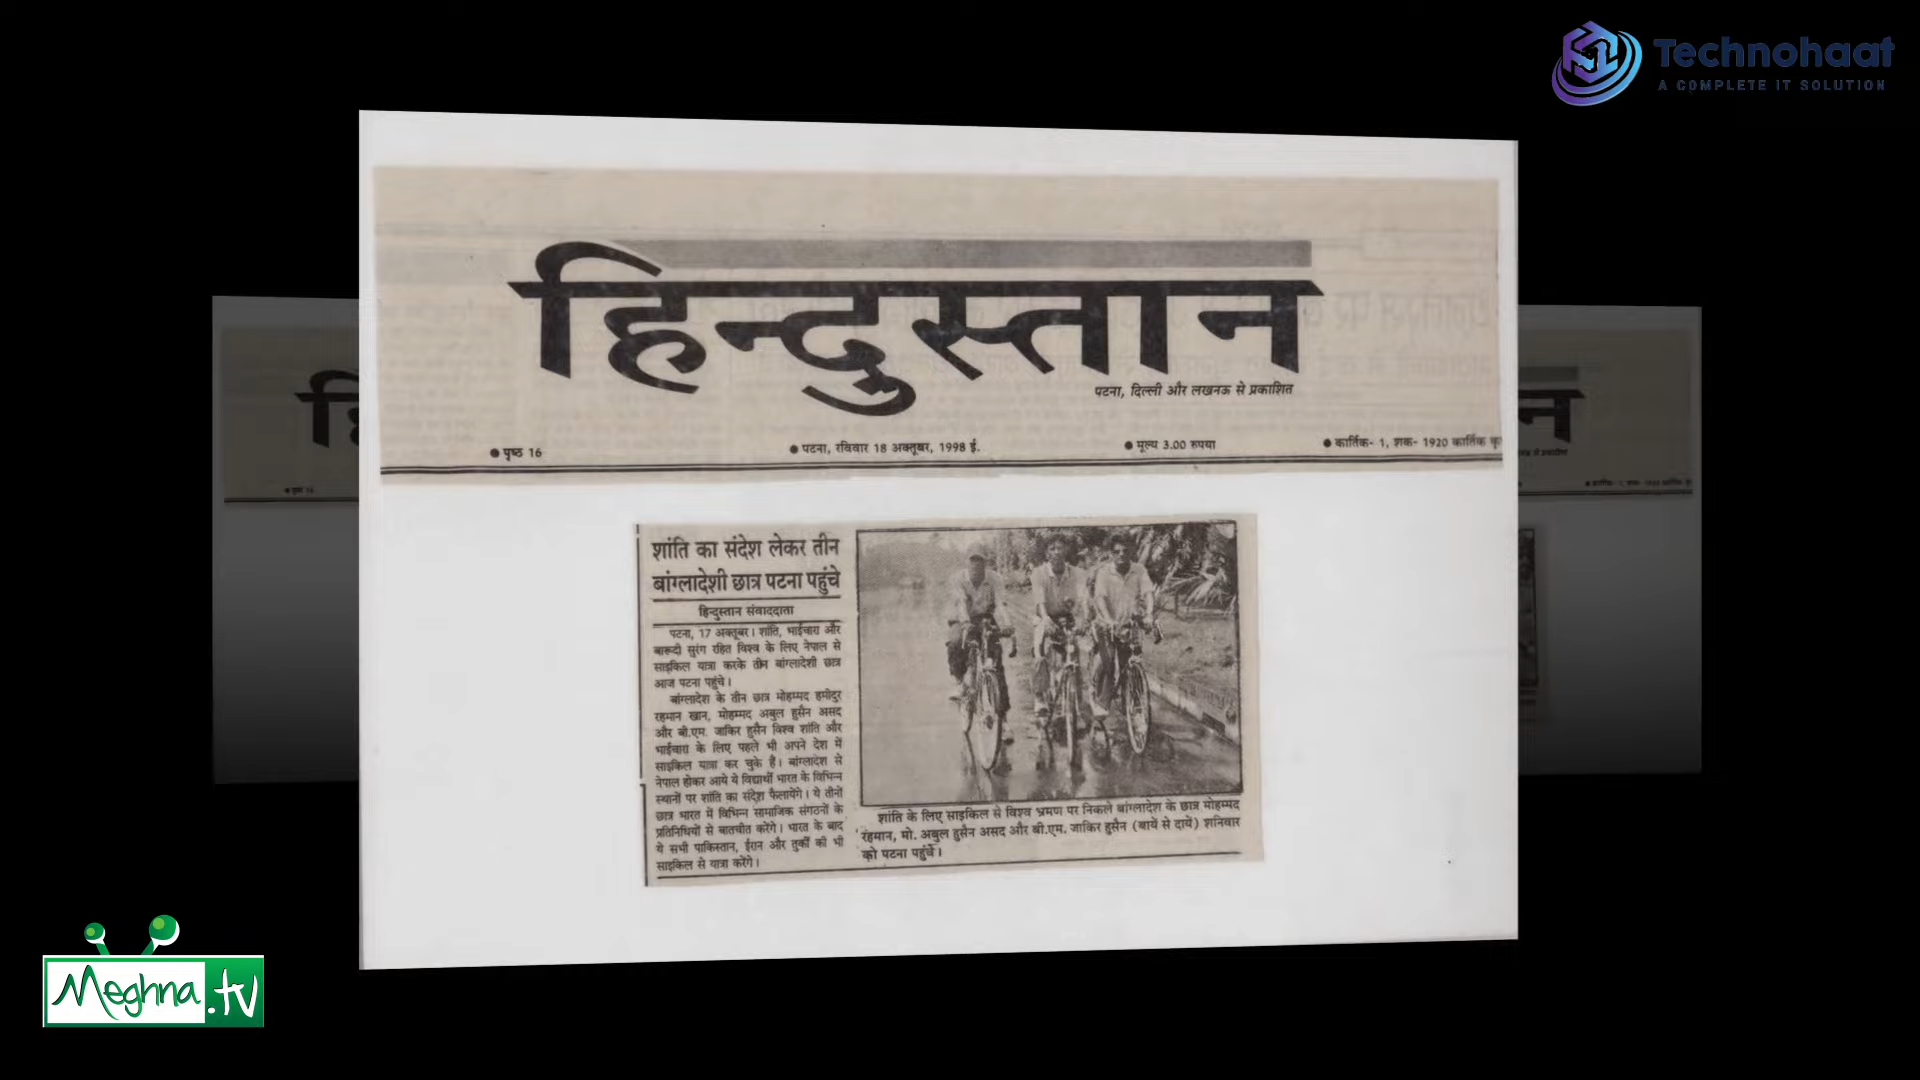 Technohaat
A COMPLETE IT SOLUTION
हिन्दुस्तान
पटना, दिल्ली और लखनऊ से प्रकाशित
● पृष्ठ 16
● पटना, रविवार 18 अक्तूबर, 1998 ई.
● मूल्य 3.00 रुपया
● कार्तिक- 1, शक- 1920 कार्तिक
शांति का संदेश लेकर तीन
बांग्लादेशी छात्र पटना पहुंचे
हिन्दुस्तान संवाददाता
पटना, 17 अक्तूबर। शांति, भाईचारा और
बारूदी सुरंग रहित विश्व के लिए नेपाल से
साइकिल यात्रा करके तीन बांग्लादेशी छात्र
आज पटना पहुंचे।
बांग्लादेश के तीन छात्र मोहम्मद हमीदुर
रहमान खान, मोहम्मद अबुल हुसैन असद
और बी.एम. जाकिर हुसैन विश्व शांति और
भाईचारा के लिए पहले भी अपने देश में
साइकिल यात्रा कर चुके हैं। बांग्लादेश से
नेपाल होकर आये ये विद्यार्थी भारत के विभिन्न
स्थानों पर शांति का संदेश फैलायेंगे। ये तीनों
छात्र भारत में विभिन्न सामाजिक संगठनों के
प्रतिनिधियों से बातचीत करेंगे। भारत के बाद
ये सभी पाकिस्तान, ईरान और तुर्की की भी
साइकिल से यात्रा करेंगे।
शांति के लिए साइकिल से विश्व भ्रमण पर निकले बांग्लादेश के छात्र मोहम्मद
रहमान, मो. अबुल हुसैन असद और बी.एम. जाकिर हुसैन (बायें से दायें) शनिवार
को पटना पहुंचे।
Meghna.tv